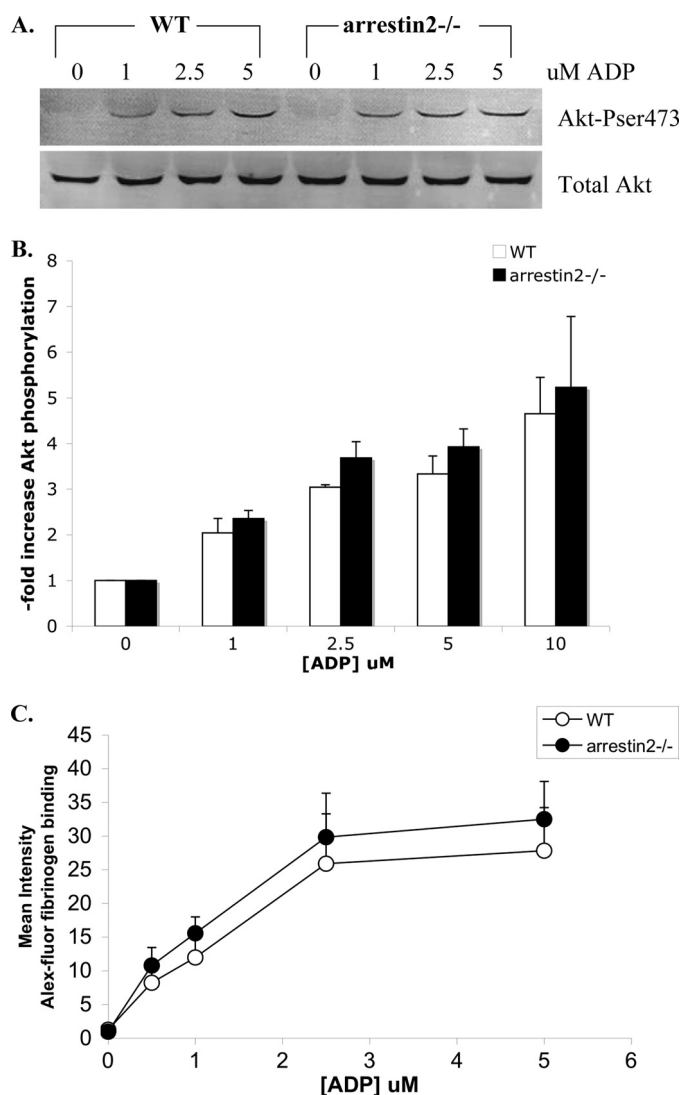 A.
WT arrestin2-/-
0 1 2.5 5 0 1 2.5 5 uM ADP
Akt-Pser473
Total Akt
B.
WT
arrestin2-/-
-fold increase Akt phosphorylation
8
7
6
5
4
3
2
1
0
0 1 2.5 5 10
[ADP] uM
C.
WT
arrestin2-/-
Mean Intensity
Alex-fluor fibrinogen binding
45
40
35
30
25
20
15
10
5
0
0 1 2 3 4 5 6
[ADP] uM